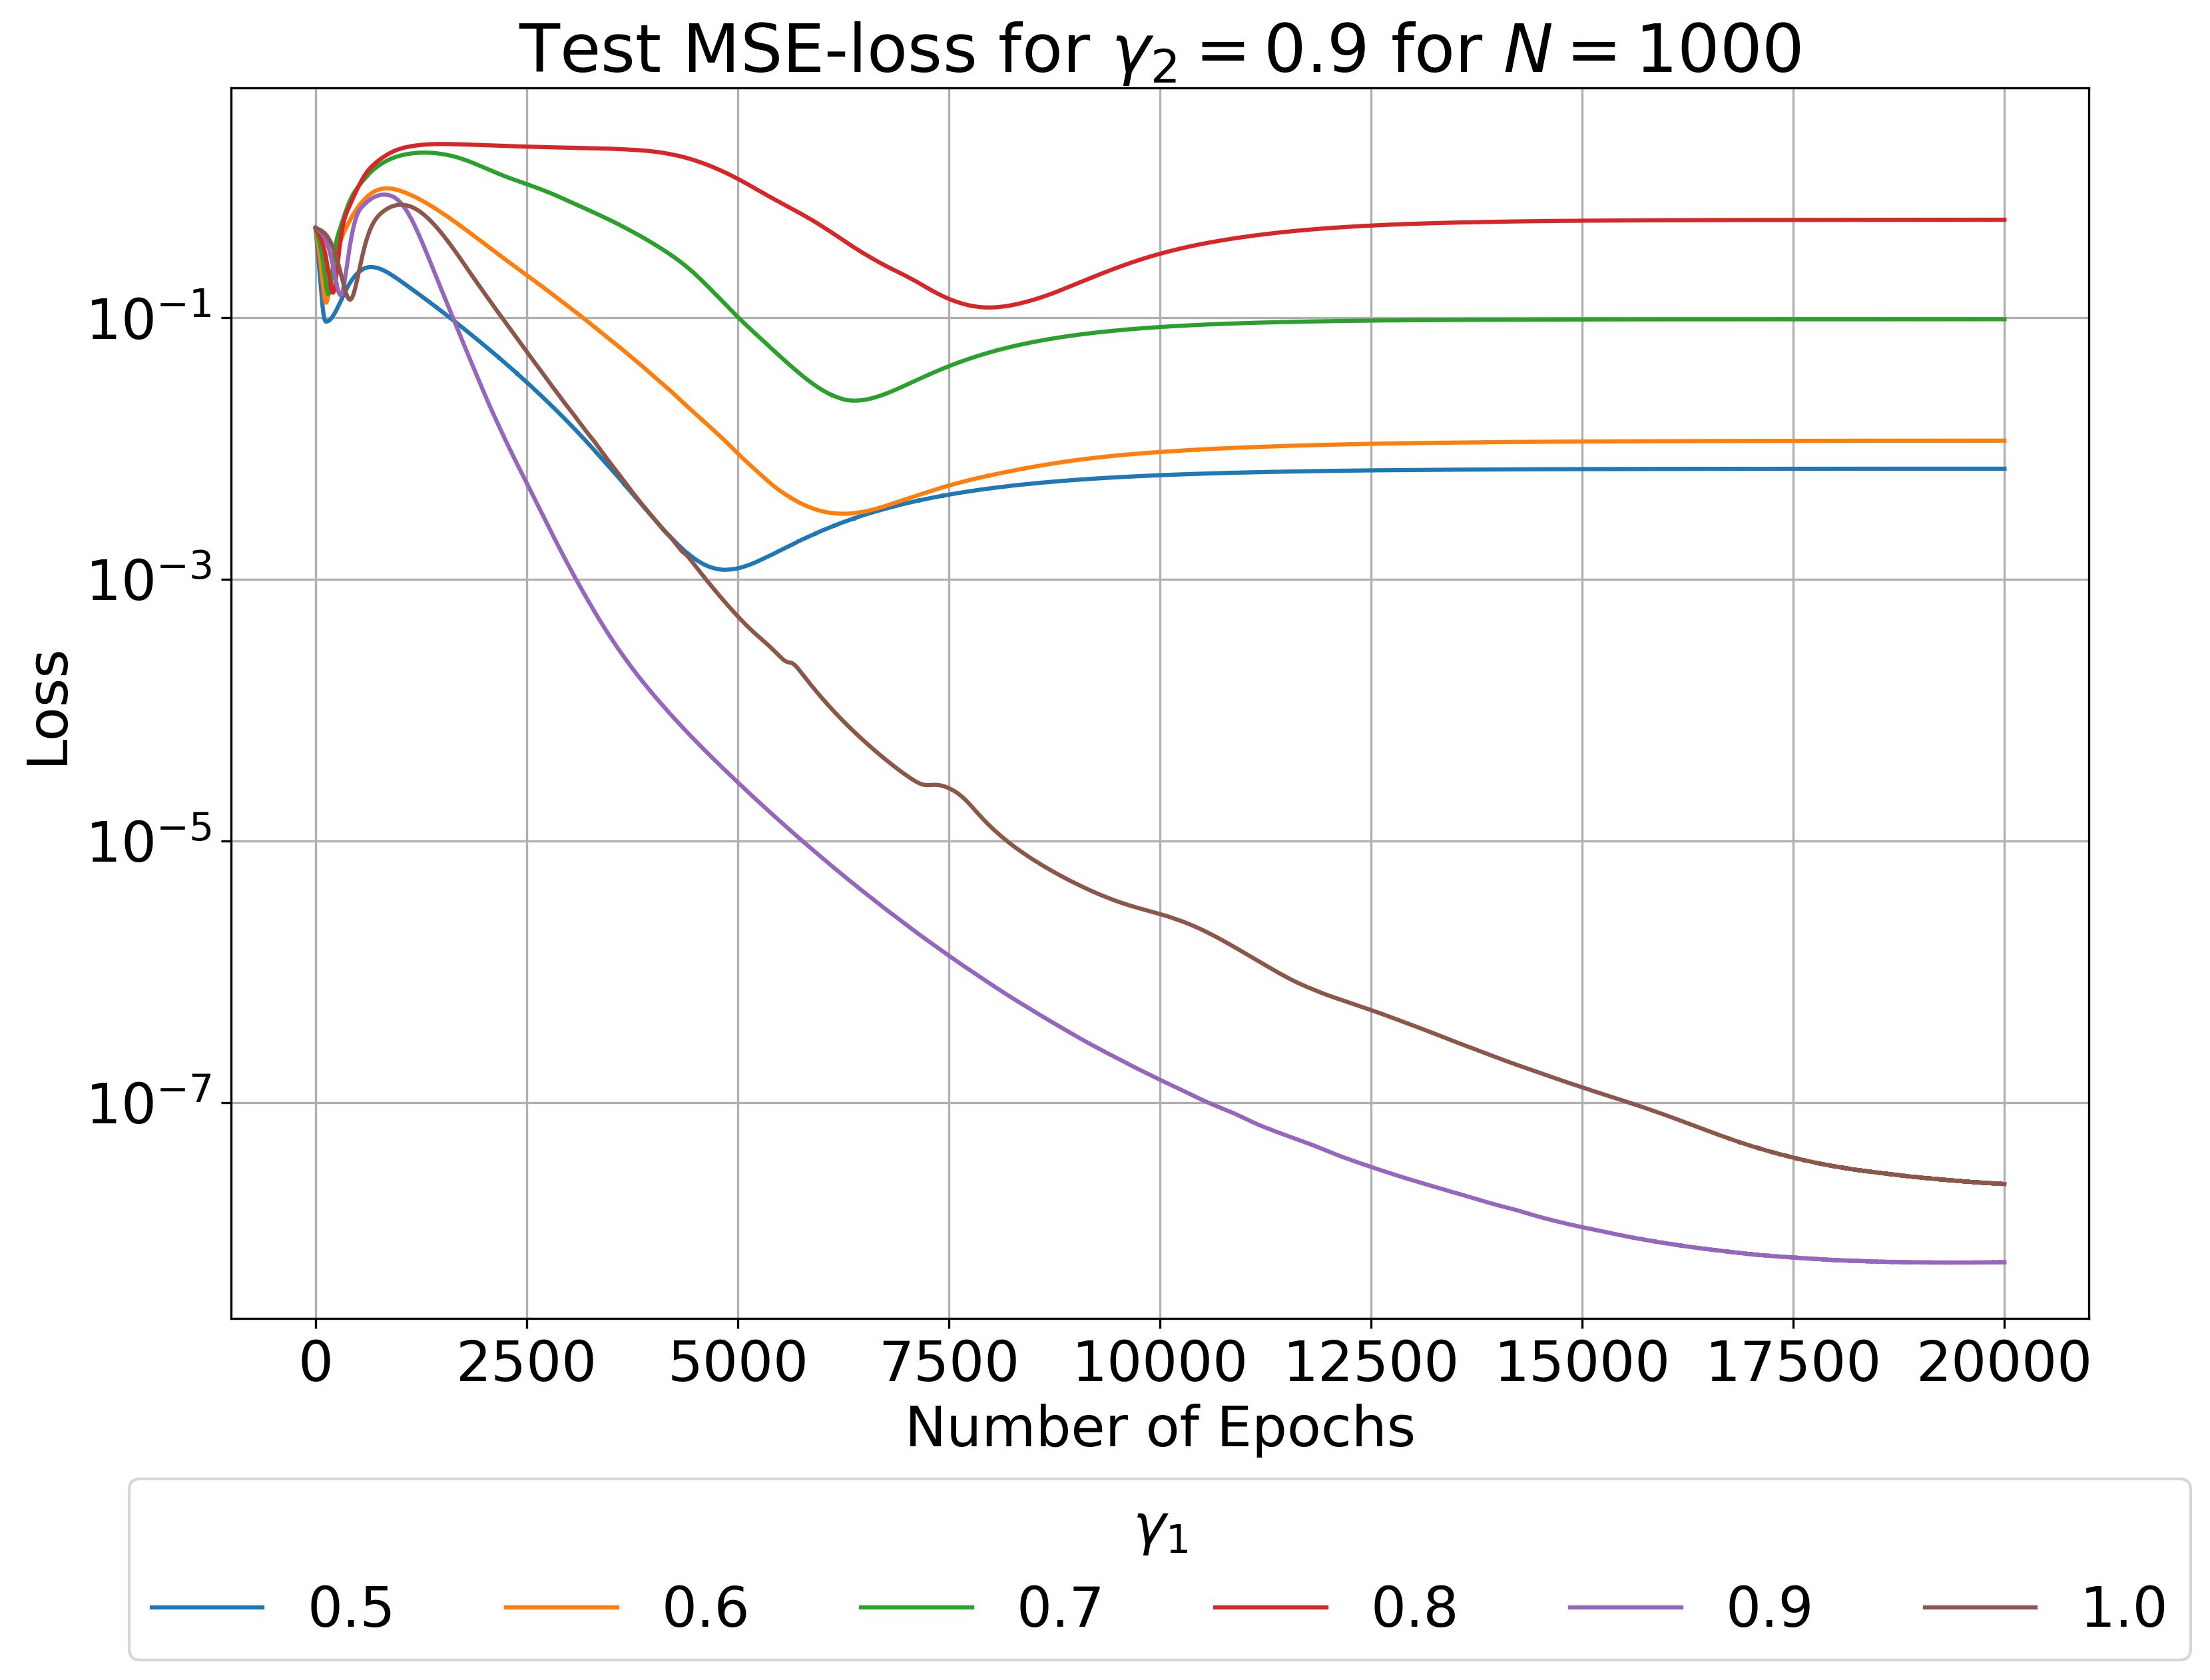 Test MSE-loss for γ₂ = 0.9 for N = 1000
Loss
10⁻¹
10⁻³
10⁻⁵
10⁻⁷
0 2500 5000 7500 10000 12500 15000 17500 20000
Number of Epochs
γ₁
0.5 0.6 0.7 0.8 0.9 1.0